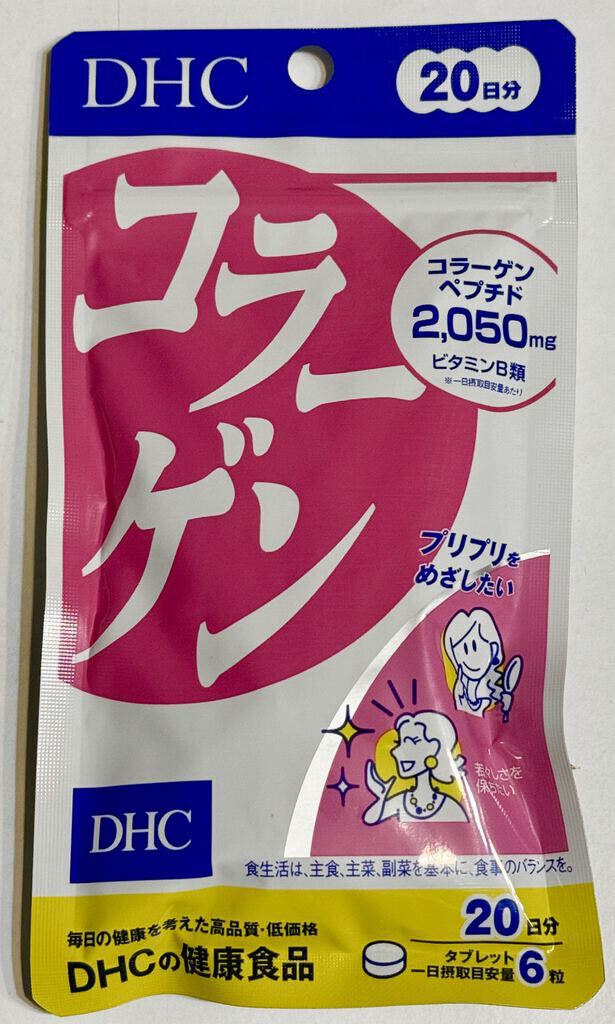 DHC
20日分
コラー
ゲン
コラーゲン
ペプチド
2,050mg
ビタミンB類
※一日摂取目安量あたり
プリプリを
めざしたい
若々しさを
保ちたい
DHC
食生活は、主食、主菜、副菜を基本に、食事のバランスを。
毎日の健康を考えた高品質・低価格
DHCの健康食品
20日分
タブレット
一日摂取目安量6粒